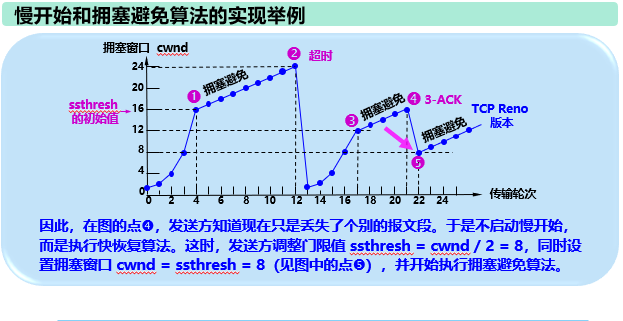 慢开始和拥塞避免算法的实现举例
拥塞窗口 cwnd
❷ 超时
24
20
16
12
8
4
0
ssthresh
的初始值
❶ 拥塞避免
❸ 拥塞避免
❹ 3-ACK
拥塞避免
❺
TCP Reno
版本
0 2 4 6 8 10 12 14 16 18 20 22 24
传输轮次
因此，在图的点❹，发送方知道现在只是丢失了个别的报文段。于是不启动慢开始，
而是执行快恢复算法。这时，发送方调整门限值 ssthresh = cwnd / 2 = 8，同时设
置拥塞窗口 cwnd = ssthresh = 8（见图中的点❺），并开始执行拥塞避免算法。